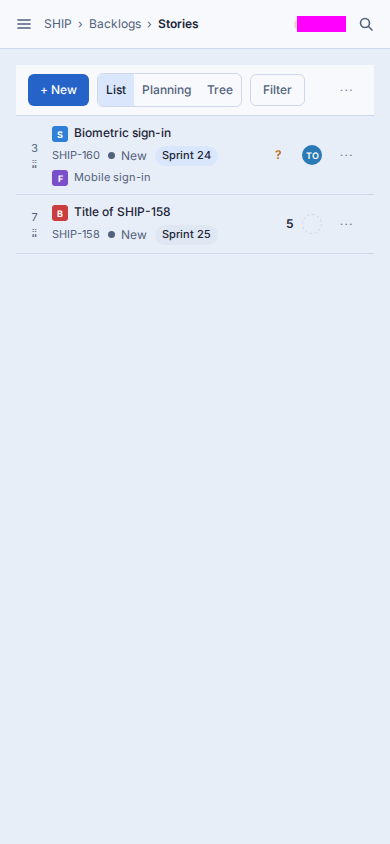 SHIP › Backlogs › Stories
+ New List Planning Tree Filter ...
3 S Biometric sign-in
SHIP-160 New Sprint 24 ? TO ...
F Mobile sign-in
7 B Title of SHIP-158
SHIP-158 New Sprint 25 5 ...